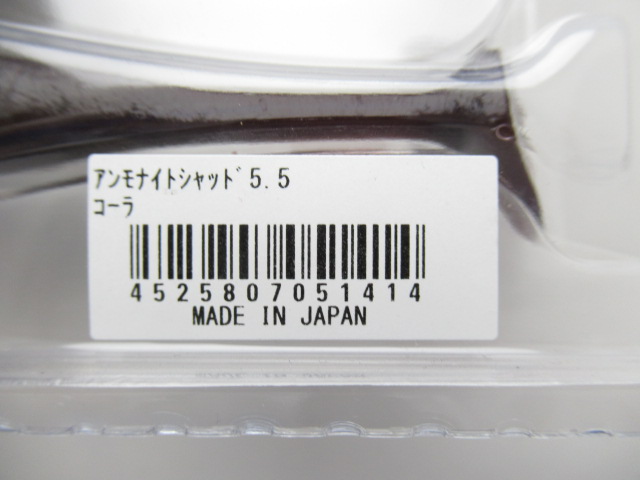 ｱﾝﾓﾅｲﾄｼｬｯﾄﾞ 5.5
ｺｰﾗ
4525807051414
MADE IN JAPAN